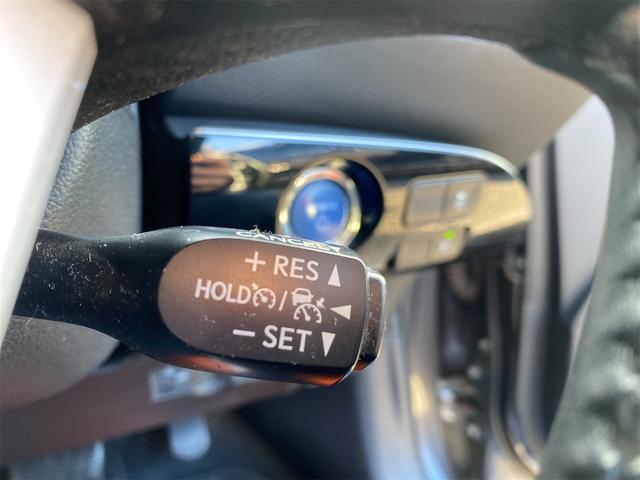 CANCEL
+ RES
HOLD /
− SET